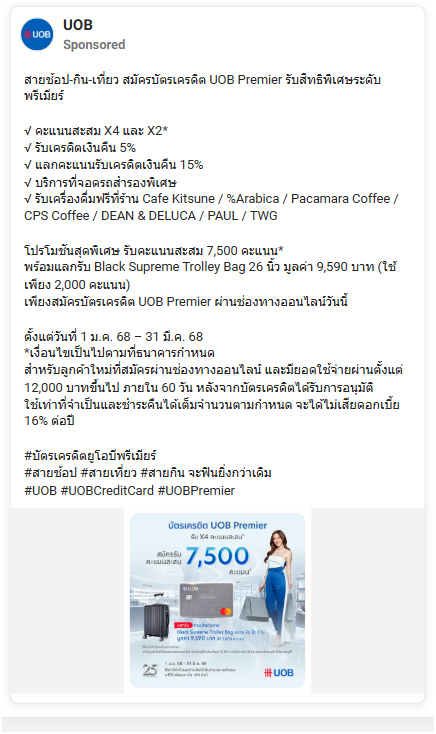 UOB
UOB
Sponsored
สายช้อป-กิน-เที่ยว สมัครบัตรเครดิต UOB Premier รับสิทธิพิเศษระดับ
พรีเมียร์
√ คะแนนสะสม X4 และ X2*
√ รับเครดิตเงินคืน 5%
√ แลกคะแนนรับเครดิตเงินคืน 15%
√ บริการที่จอดรถสำรองพิเศษ
√ รับเครื่องดื่มฟรีที่ร้าน Cafe Kitsune / %Arabica / Pacamara Coffee /
CPS Coffee / DEAN & DELUCA / PAUL / TWG
โปรโมชันสุดพิเศษ รับคะแนนสะสม 7,500 คะแนน*
พร้อมแลกรับ Black Supreme Trolley Bag 26 นิ้ว มูลค่า 9,590 บาท (ใช้
เพียง 2,000 คะแนน)
เพียงสมัครบัตรเครดิต UOB Premier ผ่านช่องทางออนไลน์วันนี้
ตั้งแต่วันที่ 1 ม.ค. 68 – 31 มี.ค. 68
*เงื่อนไขเป็นไปตามที่ธนาคารกำหนด
สำหรับลูกค้าใหม่ที่สมัครผ่านช่องทางออนไลน์ และมียอดใช้จ่ายผ่านตั้งแต่
12,000 บาทขึ้นไป ภายใน 60 วัน หลังจากบัตรเครดิตได้รับการอนุมัติ
ใช้เท่าที่จำเป็นและชำระคืนได้เต็มจำนวนตามกำหนด จะได้ไม่เสียดอกเบี้ย
16% ต่อปี
#บัตรเครดิตยูโอบีพรีเมียร์
#สายช้อป #สายเที่ยว #สายกิน จะฟินยิ่งกว่าเดิม
#UOB #UOBCreditCard #UOBPremier
บัตรเครดิต UOB Premier
รับ X4 คะแนนสะสม*
สมัครรับ
คะแนนสะสม 7,500
คะแนน*
Black Supreme Trolley Bag ขนาด 26 นิ้ว 1 ใบ
มูลค่า 9,590 บาท
1 ม.ค. 68 – 31 มี.ค. 68
25
UOB